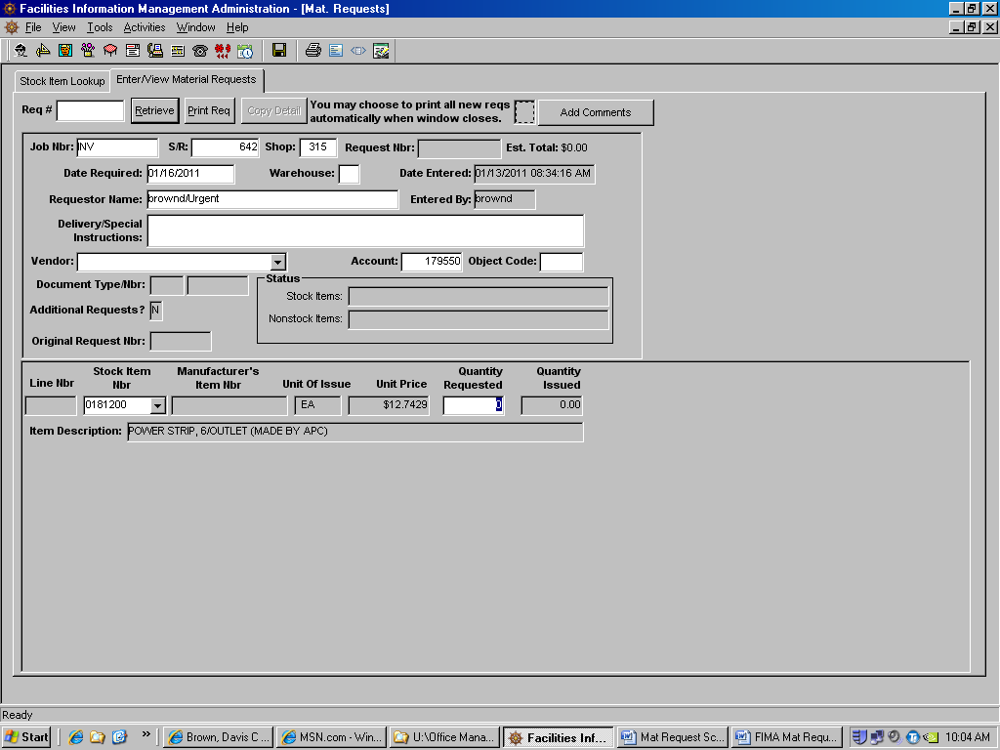 Facilities Information Management Administration - [Mat. Requests]
File View Tools Activities Window Help
Stock Item Lookup Enter/View Material Requests
Req # Retrieve Print Req Copy Detail You may choose to print all new reqs automatically when window closes. Add Comments
Job Nbr: INV S/R: 642 Shop: 315 Request Nbr: Est. Total: $0.00
Date Required: 01/16/2011 Warehouse: Date Entered: 01/13/2011 08:34:16 AM
Requestor Name: brownd/Urgent Entered By: brownd
Delivery/Special
Instructions:
Vendor: Account: 179550 Object Code:
Document Type/Nbr: Status
Stock Items:
Additional Requests? N
Nonstock Items:
Original Request Nbr:
Line Nbr Stock Item Nbr Manufacturer's Item Nbr Unit Of Issue Unit Price Quantity Requested Quantity Issued
0181200 EA $12.7429 0 0.00
Item Description: POWER STRIP, 6/OUTLET (MADE BY APC)
Ready
Start » Brown, Davis C ... MSN.com - Win... U:\Office Mana... Facilities Inf... Mat Request Sc... FIMA Mat Requ... 10:04 AM